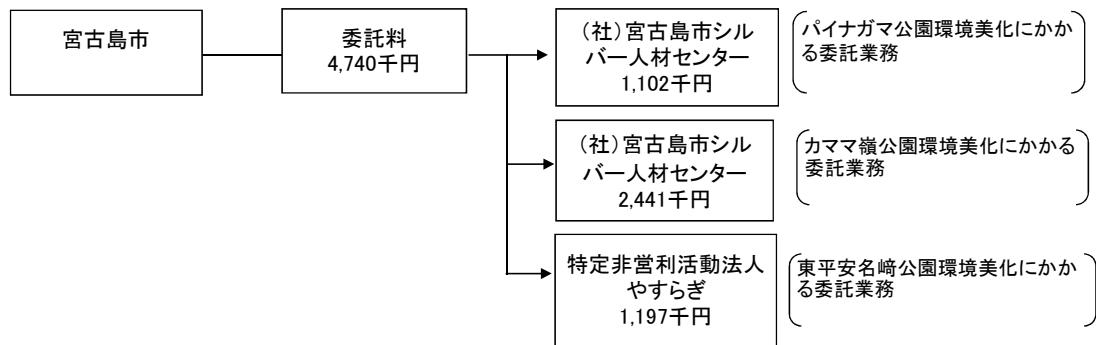 宮古島市
委託料
4,740千円
（社）宮古島市シル
バー人材センター
1,102千円
パイナガマ公園環境美化にかか
る委託業務
（社）宮古島市シル
バー人材センター
2,441千円
カママ嶺公園環境美化にかかる
委託業務
特定非営利活動法人
やすらぎ
1,197千円
東平安名﨑公園環境美化にかか
る委託業務